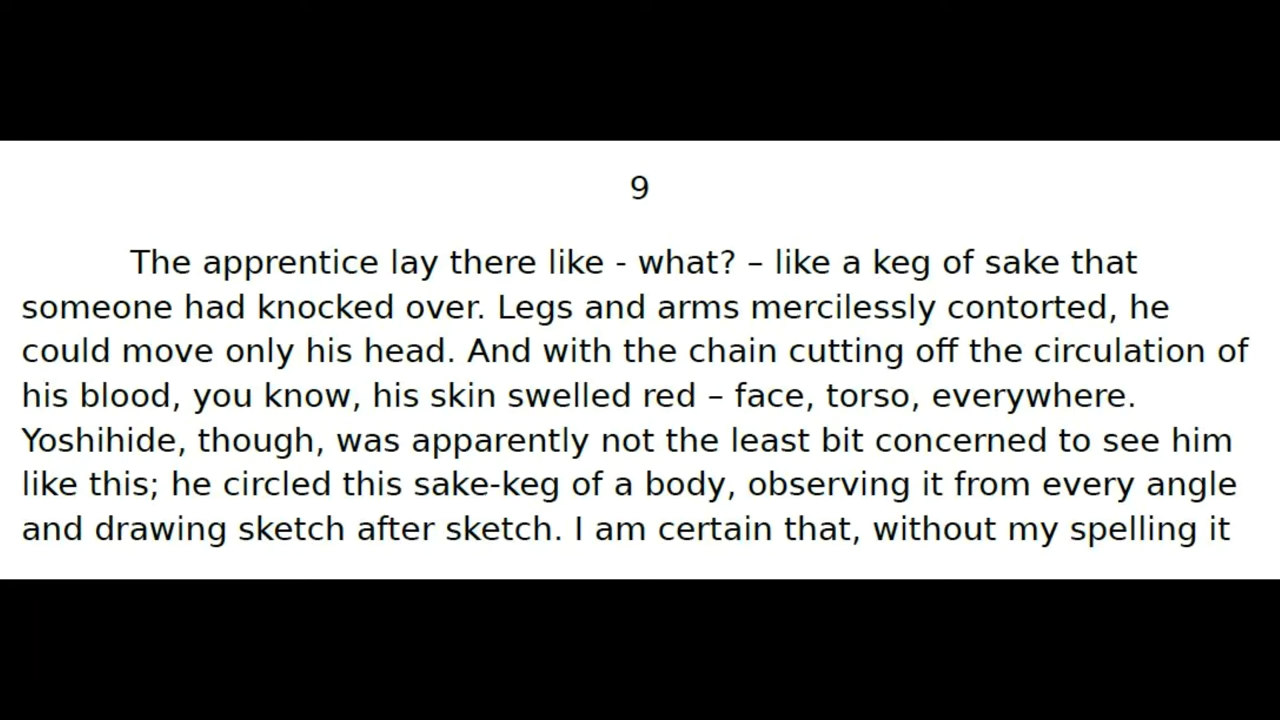 9
The apprentice lay there like - what? – like a keg of sake that
someone had knocked over. Legs and arms mercilessly contorted, he
could move only his head. And with the chain cutting off the circulation of
his blood, you know, his skin swelled red – face, torso, everywhere.
Yoshihide, though, was apparently not the least bit concerned to see him
like this; he circled this sake-keg of a body, observing it from every angle
and drawing sketch after sketch. I am certain that, without my spelling it